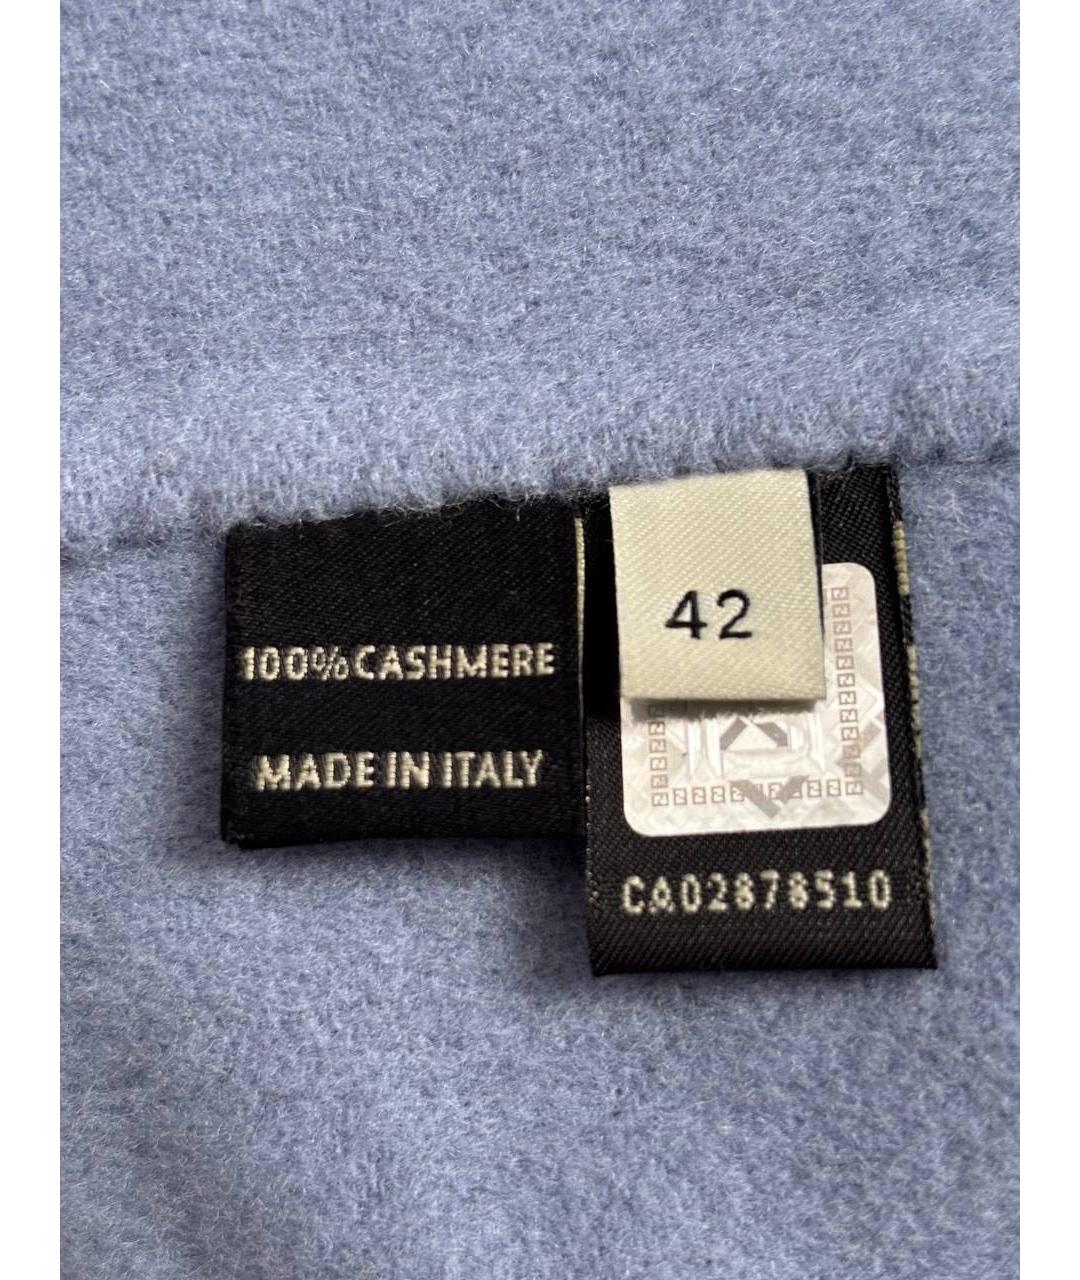 100% CASHMERE
MADE IN ITALY
42
CA02878510